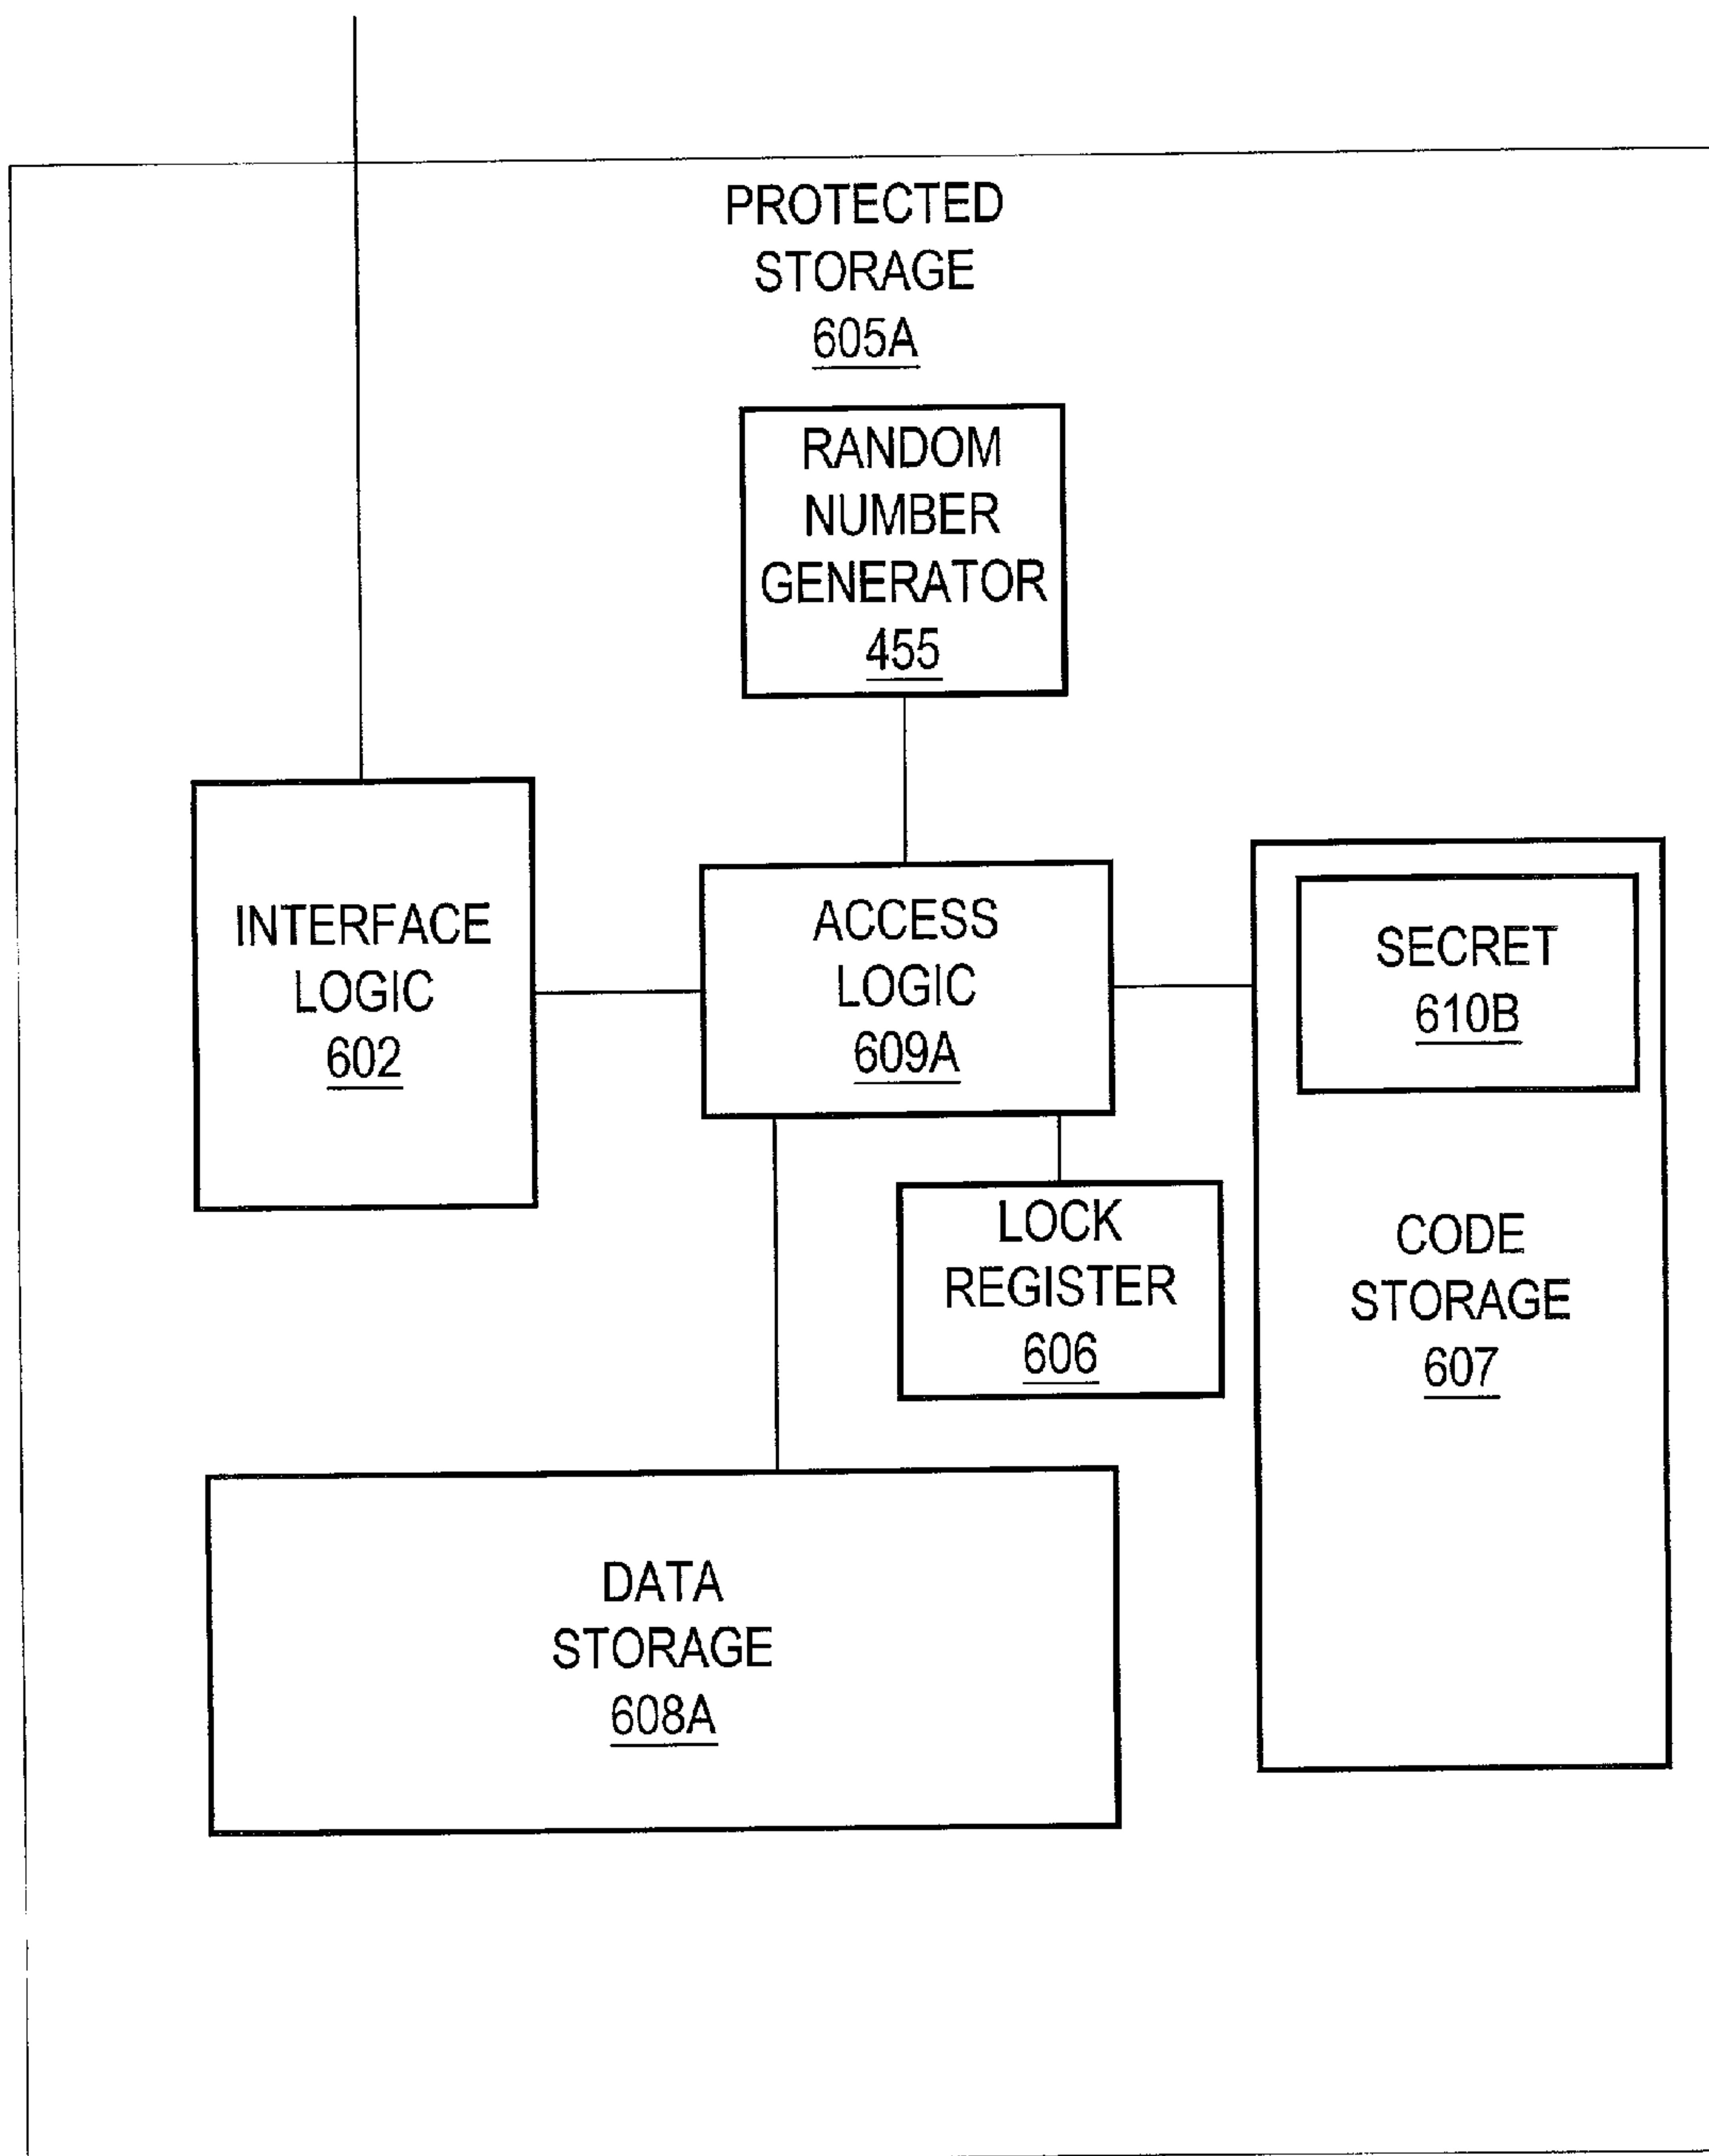 PROTECTED
STORAGE
605A
RANDOM
NUMBER
GENERATOR
455
INTERFACE
LOGIC
602
ACCESS
LOGIC
609A
SECRET
610B
LOCK
REGISTER
606
CODE
STORAGE
607
DATA
STORAGE
608A